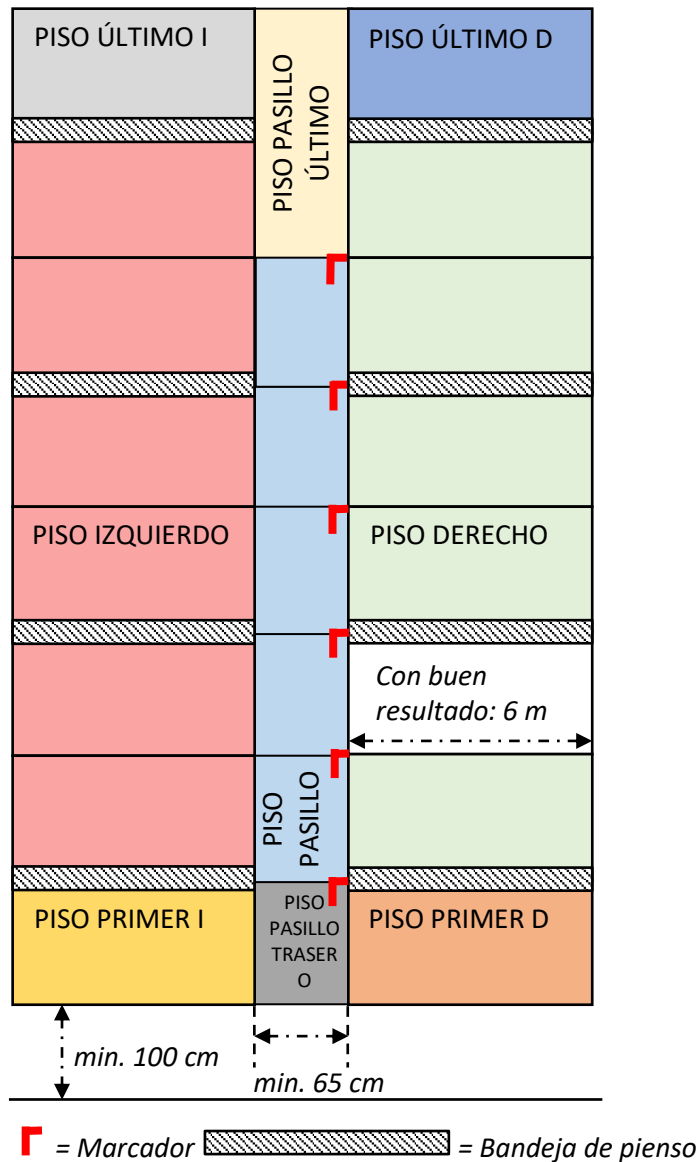 PISO ÚLTIMO I
PISO PASILLO
ÚLTIMO
PISO ÚLTIMO D
PISO IZQUIERDO
PISO DERECHO
Con buen
resultado: 6 m
PISO
PASILLO
PISO PRIMER I
PISO
PASILLO
TRASER
O
PISO PRIMER D
min. 100 cm
min. 65 cm
= Marcador
= Bandeja de pienso